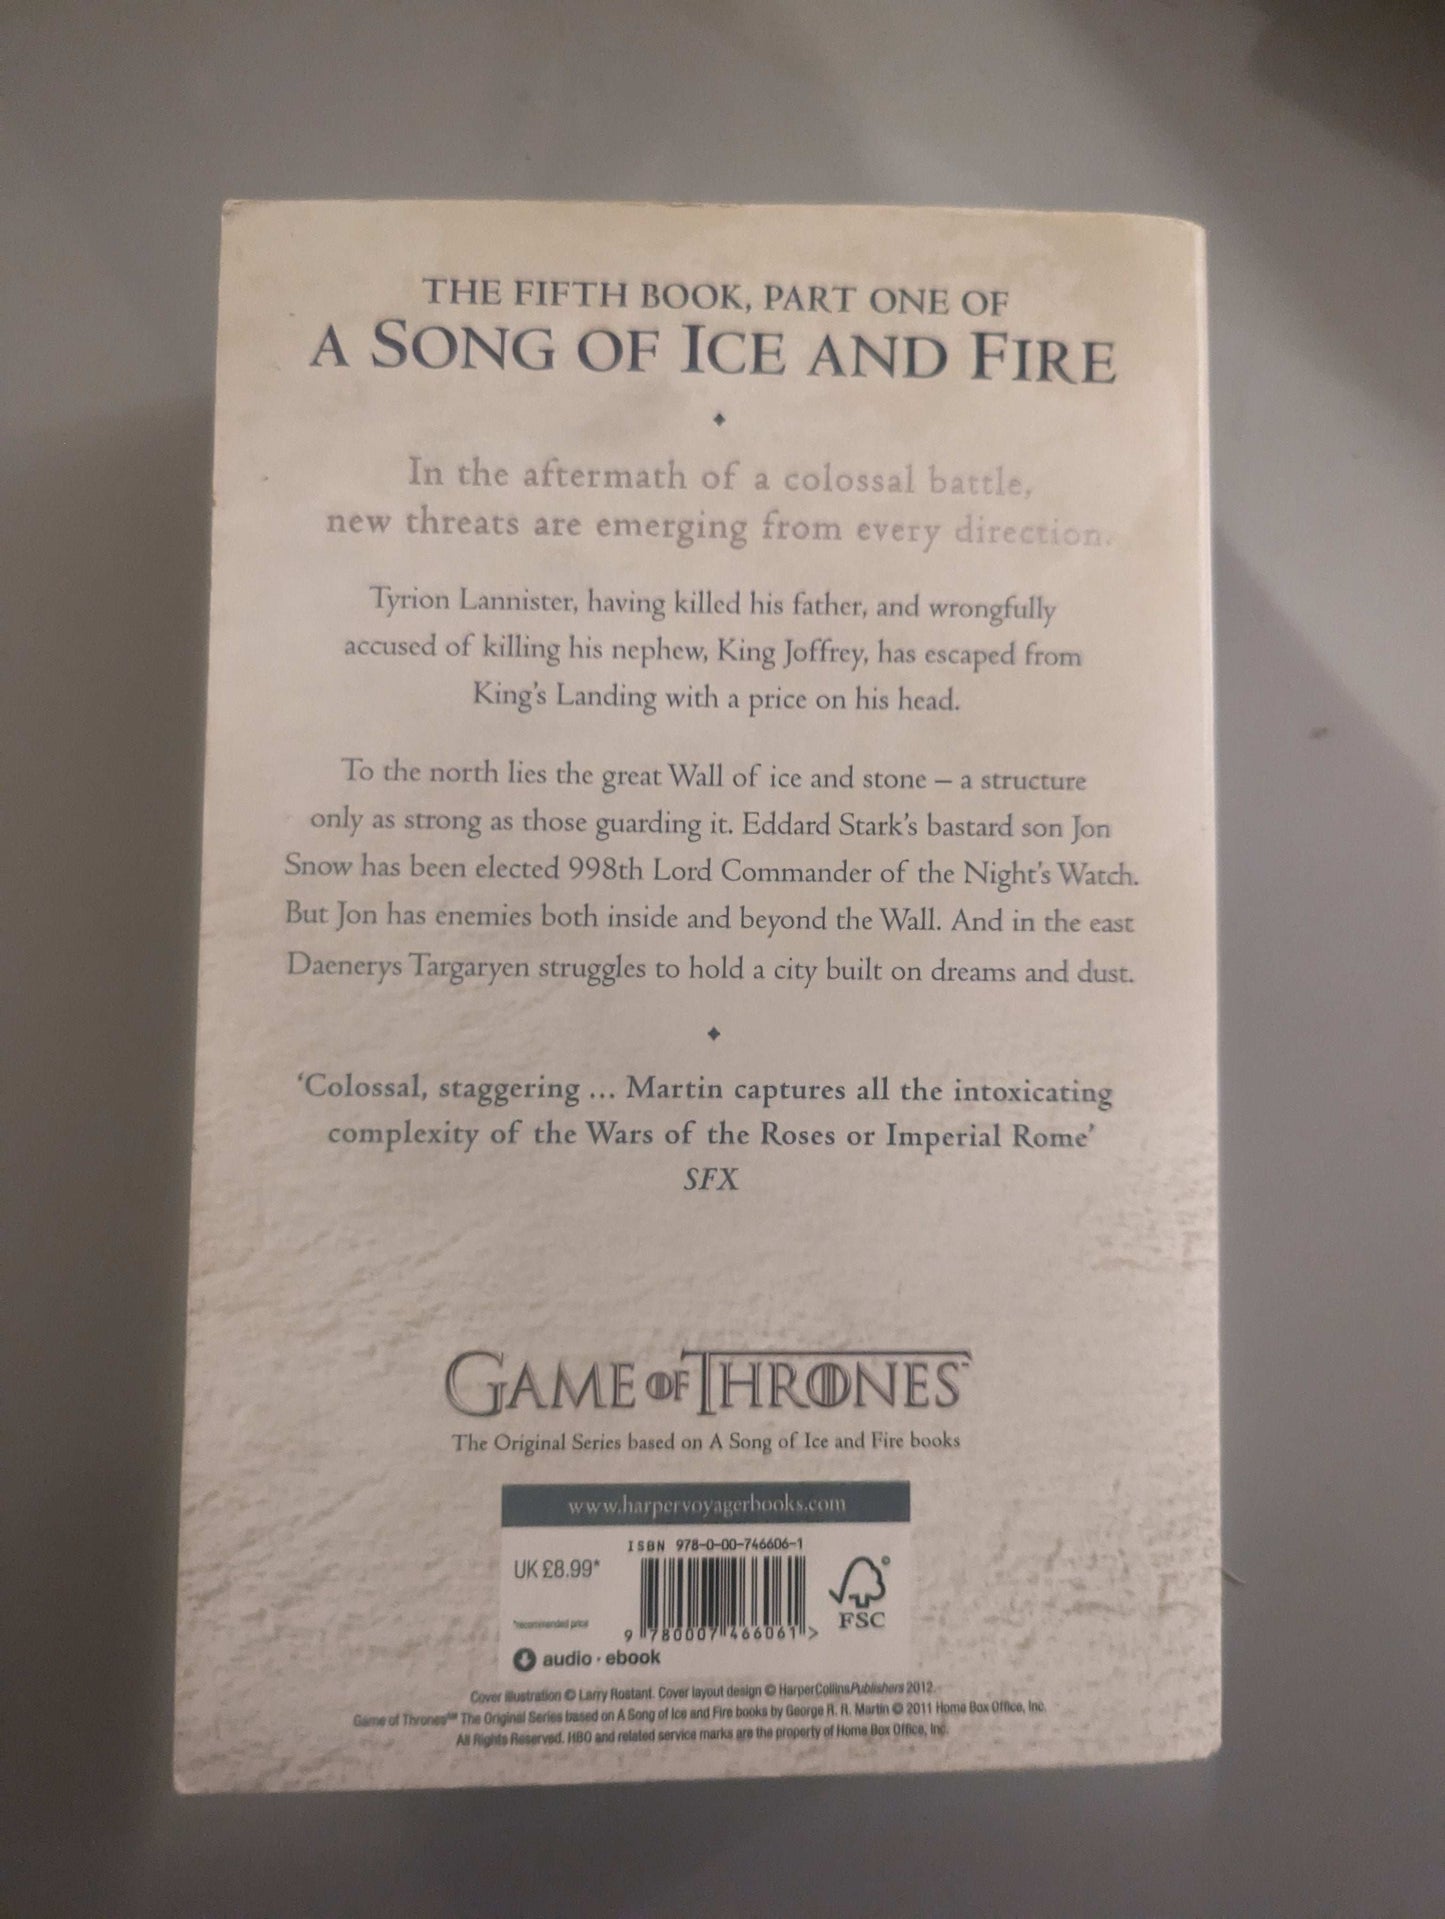 THE FIFTH BOOK, PART ONE OF
A SONG OF ICE AND FIRE
In the aftermath of a colossal battle,
new threats are emerging from every direction.
Tyrion Lannister, having killed his father, and wrongfully
accused of killing his nephew, King Joffrey, has escaped from
King's Landing with a price on his head.
To the north lies the great Wall of ice and stone – a structure
only as strong as those guarding it. Eddard Stark's bastard son Jon
Snow has been elected 998th Lord Commander of the Night's Watch.
But Jon has enemies both inside and beyond the Wall. And in the east
Daenerys Targaryen struggles to hold a city built on dreams and dust.
‘Colossal, staggering ... Martin captures all the intoxicating
complexity of the Wars of the Roses or Imperial Rome’
SFX
GAME OF THRONES™
The Original Series based on A Song of Ice and Fire books
www.harpervoyagerbooks.com
ISBN 978-0-00-746606-1
UK £8.99*
*recommended price
9 780007 466061 >
FSC®
audio · ebook
Cover illustration © Larry Rostant. Cover layout design © HarperCollinsPublishers 2012.
Game of Thrones℠ The Original Series based on A Song of Ice and Fire books by George R. R. Martin © 2011 Home Box Office, Inc.
All Rights Reserved. HBO and related service marks are the property of Home Box Office, Inc.